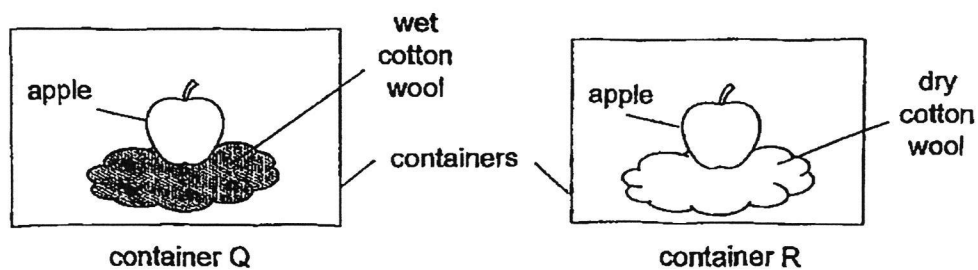 wet
cotton
wool
apple
containers
container Q
apple
dry
cotton
wool
container R